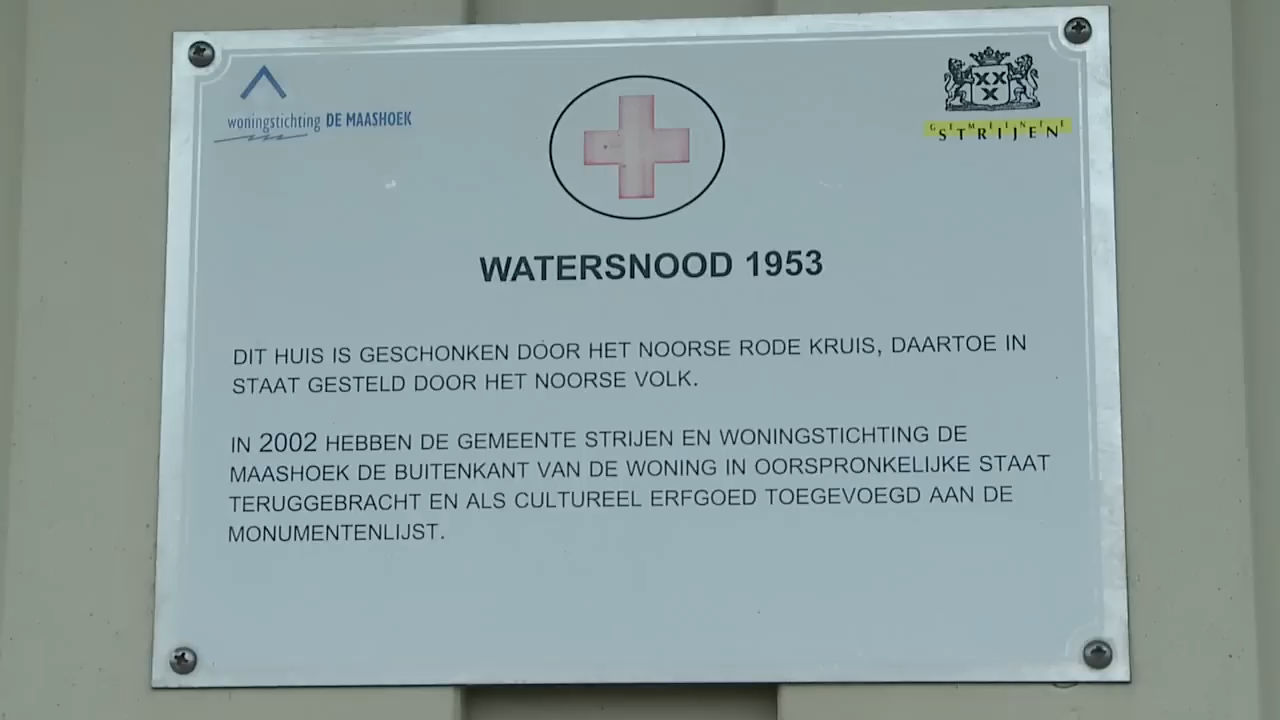 woningstichting DE MAASHOEK
XX
X
GEMEENTE
STRIJEN
WATERSNOOD 1953
DIT HUIS IS GESCHONKEN DOOR HET NOORSE RODE KRUIS, DAARTOE IN
STAAT GESTELD DOOR HET NOORSE VOLK.
IN 2002 HEBBEN DE GEMEENTE STRIJEN EN WONINGSTICHTING DE
MAASHOEK DE BUITENKANT VAN DE WONING IN OORSPRONKELIJKE STAAT
TERUGGEBRACHT EN ALS CULTUREEL ERFGOED TOEGEVOEGD AAN DE
MONUMENTENLIJST.